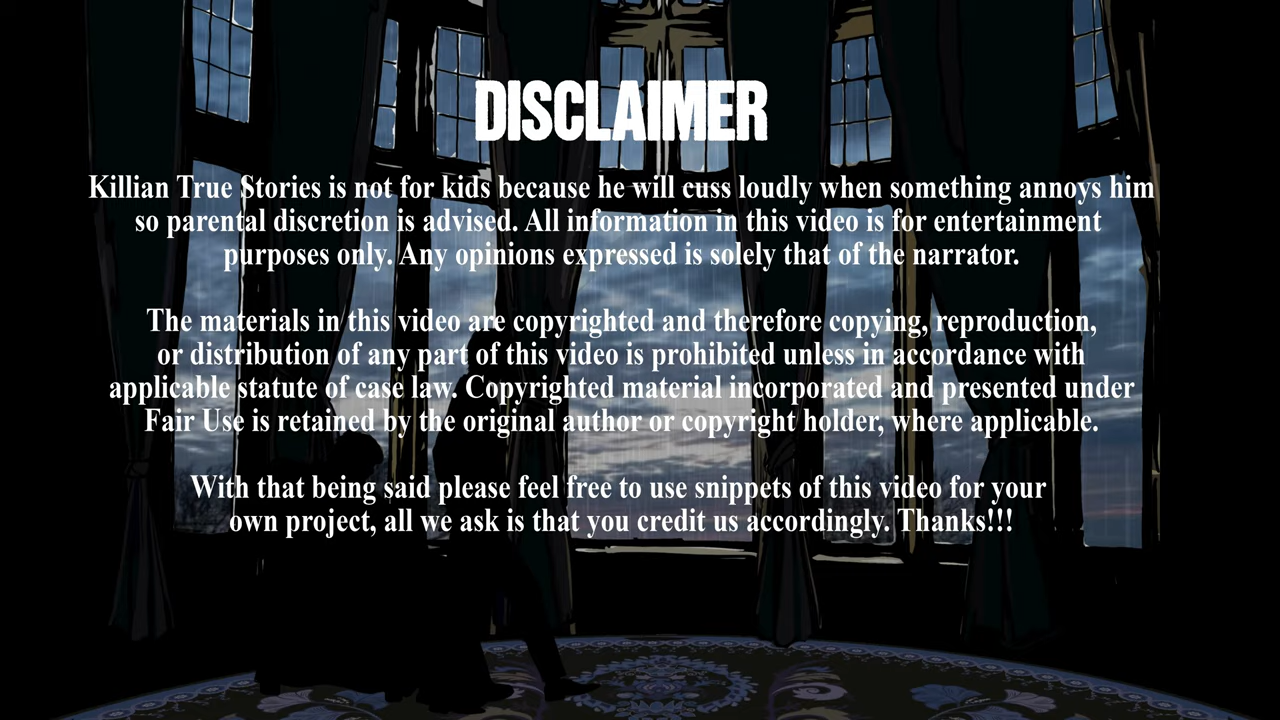 DISCLAIMER
Killian True Stories is not for kids because he will cuss loudly when something annoys him
so parental discretion is advised. All information in this video is for entertainment
purposes only. Any opinions expressed is solely that of the narrator.
The materials in this video are copyrighted and therefore copying, reproduction,
or distribution of any part of this video is prohibited unless in accordance with
applicable statute of case law. Copyrighted material incorporated and presented under
Fair Use is retained by the original author or copyright holder, where applicable.
With that being said please feel free to use snippets of this video for your
own project, all we ask is that you credit us accordingly. Thanks!!!